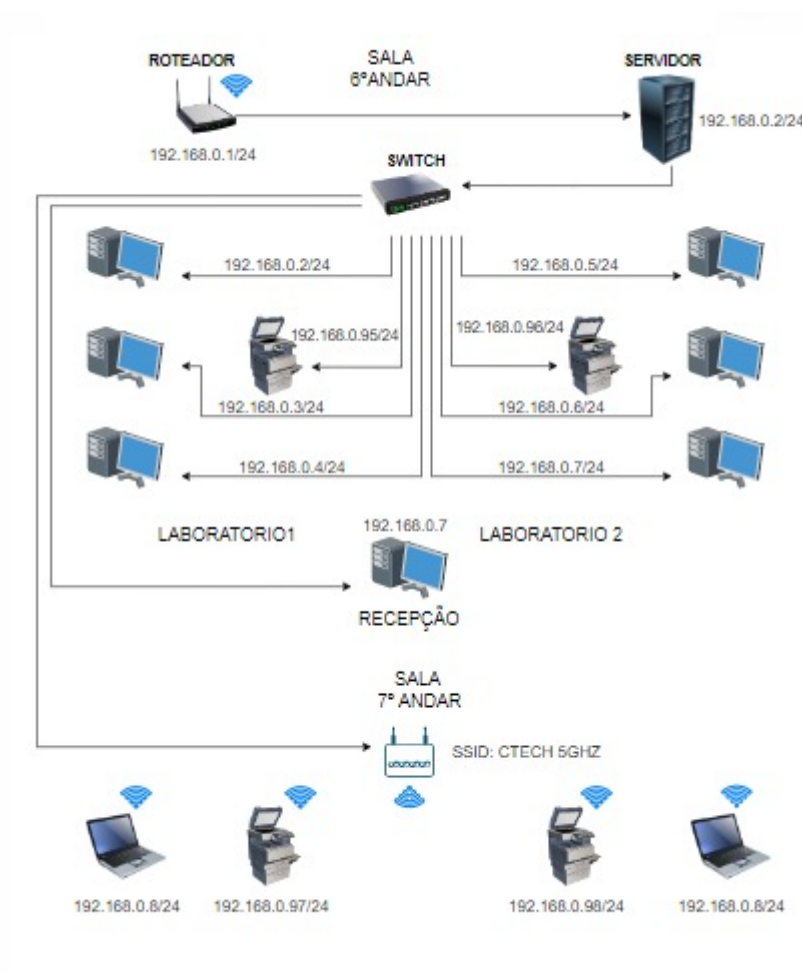 ROTEADOR
SALA
6°ANDAR
SERVIDOR
192.168.0.2/24
192.168.0.1/24
SWITCH
192.168.0.2/24
192.168.0.5/24
192.168.0.95/24
192.168.0.96/24
192.168.0.3/24
192.168.0.6/24
192.168.0.4/24
192.168.0.7/24
LABORATORIO1
192.168.0.7
LABORATORIO 2
RECEPÇÃO
SALA
7° ANDAR
SSID: CTECH 5GHZ
192.168.0.8/24
192.168.0.97/24
192.168.0.98/24
192.168.0.8/24